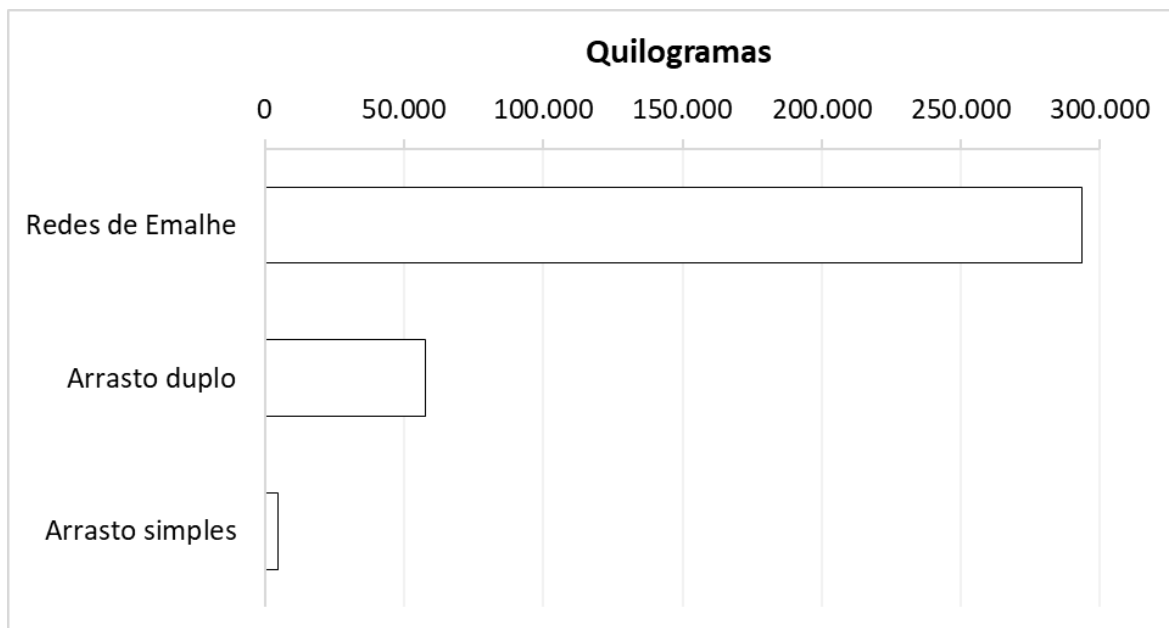 Quilogramas
0 50.000 100.000 150.000 200.000 250.000 300.000
Redes de Emalhe
Arrasto duplo
Arrasto simples